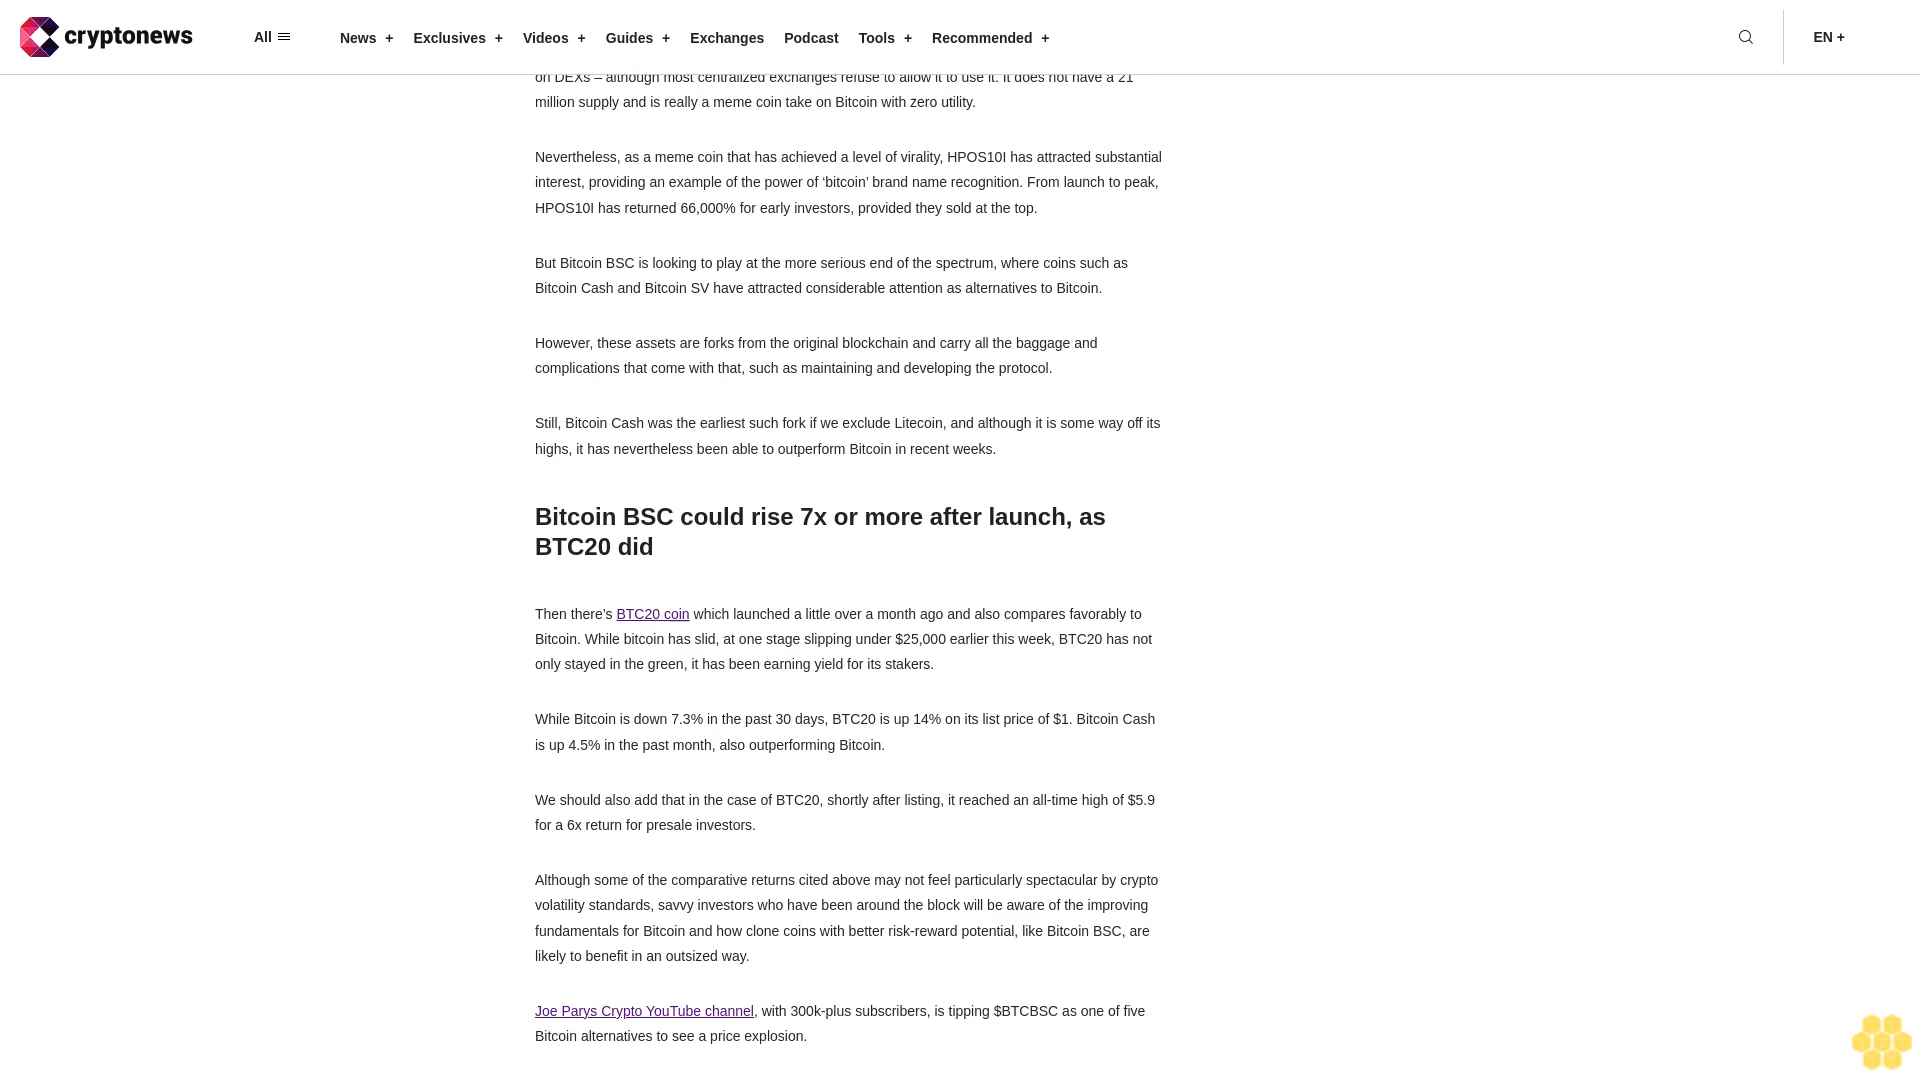 cryptonews
All
News +
Exclusives +
Videos +
Guides +
Exchanges
Podcast
Tools +
Recommended +
EN +
on DEXs – although most centralized exchanges refuse to allow it to use it. It does not have a 21
million supply and is really a meme coin take on Bitcoin with zero utility.
Nevertheless, as a meme coin that has achieved a level of virality, HPOS10I has attracted substantial
interest, providing an example of the power of ‘bitcoin’ brand name recognition. From launch to peak,
HPOS10I has returned 66,000% for early investors, provided they sold at the top.
But Bitcoin BSC is looking to play at the more serious end of the spectrum, where coins such as
Bitcoin Cash and Bitcoin SV have attracted considerable attention as alternatives to Bitcoin.
However, these assets are forks from the original blockchain and carry all the baggage and
complications that come with that, such as maintaining and developing the protocol.
Still, Bitcoin Cash was the earliest such fork if we exclude Litecoin, and although it is some way off its
highs, it has nevertheless been able to outperform Bitcoin in recent weeks.
Bitcoin BSC could rise 7x or more after launch, as
BTC20 did
Then there’s BTC20 coin which launched a little over a month ago and also compares favorably to
Bitcoin. While bitcoin has slid, at one stage slipping under $25,000 earlier this week, BTC20 has not
only stayed in the green, it has been earning yield for its stakers.
While Bitcoin is down 7.3% in the past 30 days, BTC20 is up 14% on its list price of $1. Bitcoin Cash
is up 4.5% in the past month, also outperforming Bitcoin.
We should also add that in the case of BTC20, shortly after listing, it reached an all-time high of $5.9
for a 6x return for presale investors.
Although some of the comparative returns cited above may not feel particularly spectacular by crypto
volatility standards, savvy investors who have been around the block will be aware of the improving
fundamentals for Bitcoin and how clone coins with better risk-reward potential, like Bitcoin BSC, are
likely to benefit in an outsized way.
Joe Parys Crypto YouTube channel, with 300k-plus subscribers, is tipping $BTCBSC as one of five
Bitcoin alternatives to see a price explosion.